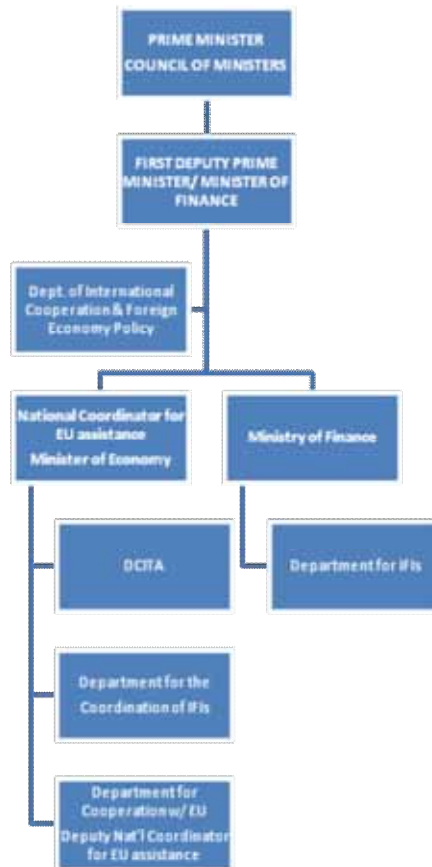 PRIME MINISTER
COUNCIL OF MINISTERS
FIRST DEPUTY PRIME
MINISTER/ MINISTER OF
FINANCE
Dept. of International
Cooperation & Foreign
Economy Policy
National Coordinator for
EU assistance
Minister of Economy
Ministry of Finance
DCITA
Department for IFIs
Department for the
Coordination of IFIs
Department for
Cooperation w/ EU
Deputy Nat'l Coordinator
for EU assistance